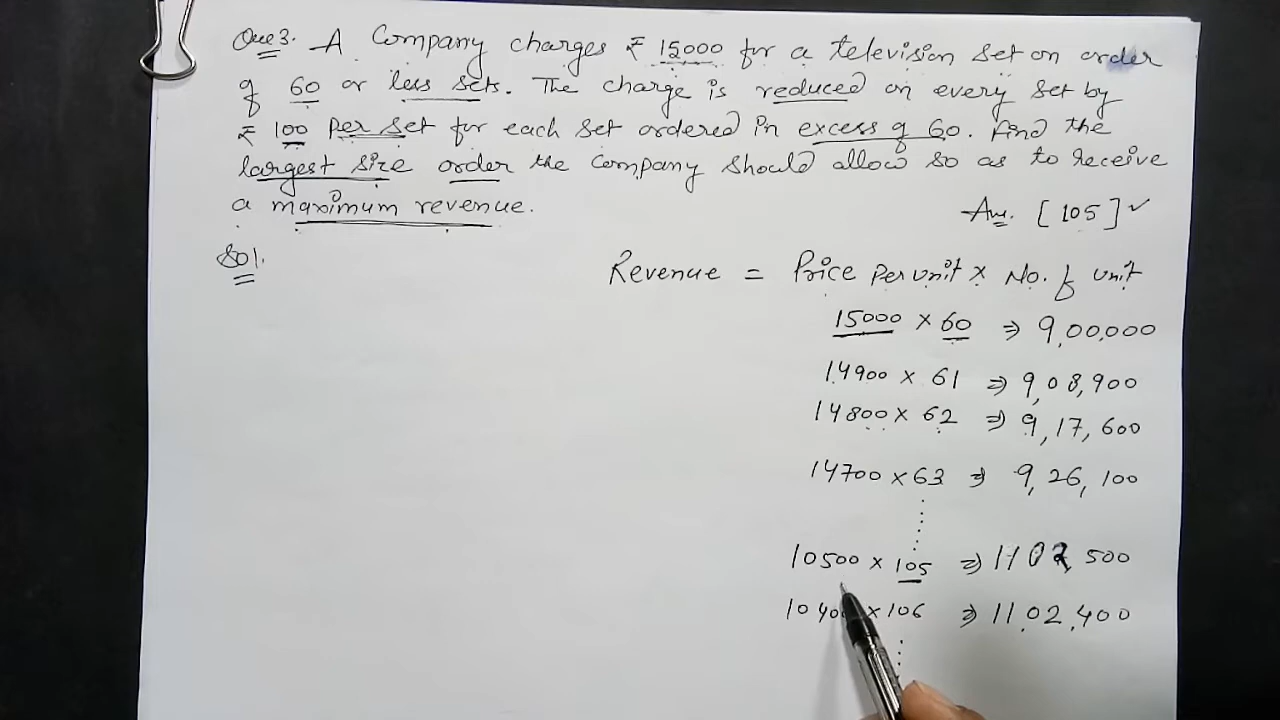 Que 3. A Company charges ₹ 15000 for a television set on order
of 60 or less sets. The charge is reduced on every set by
₹ 100 per set for each set ordered in excess of 60. Find the
largest size order the company should allow so as to receive
a maximum revenue.
Ans. [105] ✓
Sol.
Revenue = Price per unit × No. of unit
15000 × 60 ⇒ 9,00,000
14900 × 61 ⇒ 9,08,900
14800 × 62 ⇒ 9,17,600
14700 × 63 ⇒ 9,26,100
10500 × 105 ⇒ 1102,500
× 106 ⇒ 11,02,400